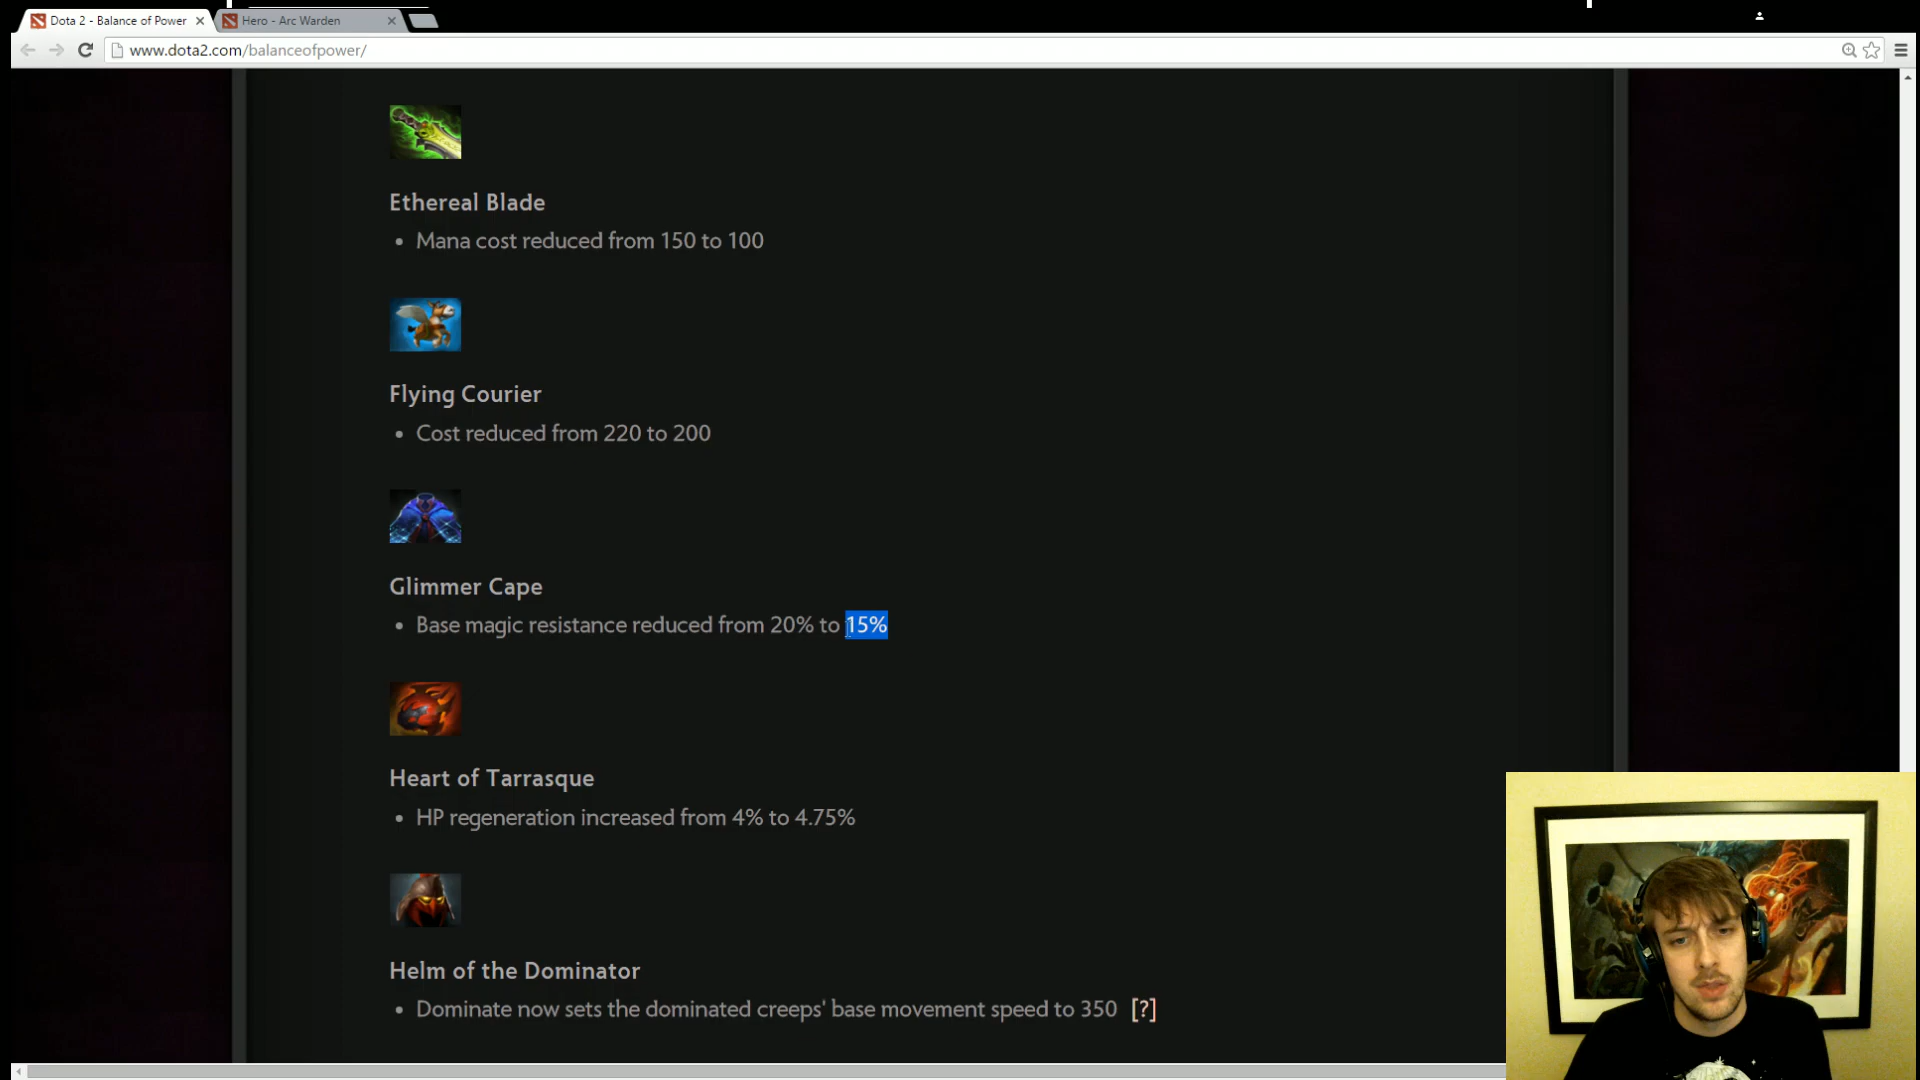 Dota 2 - Balance of Power
Hero - Arc Warden
www.dota2.com/balanceofpower/
Ethereal Blade
• Mana cost reduced from 150 to 100
Flying Courier
• Cost reduced from 220 to 200
Glimmer Cape
• Base magic resistance reduced from 20% to 15%
Heart of Tarrasque
• HP regeneration increased from 4% to 4.75%
Helm of the Dominator
• Dominate now sets the dominated creeps' base movement speed to 350 [?]